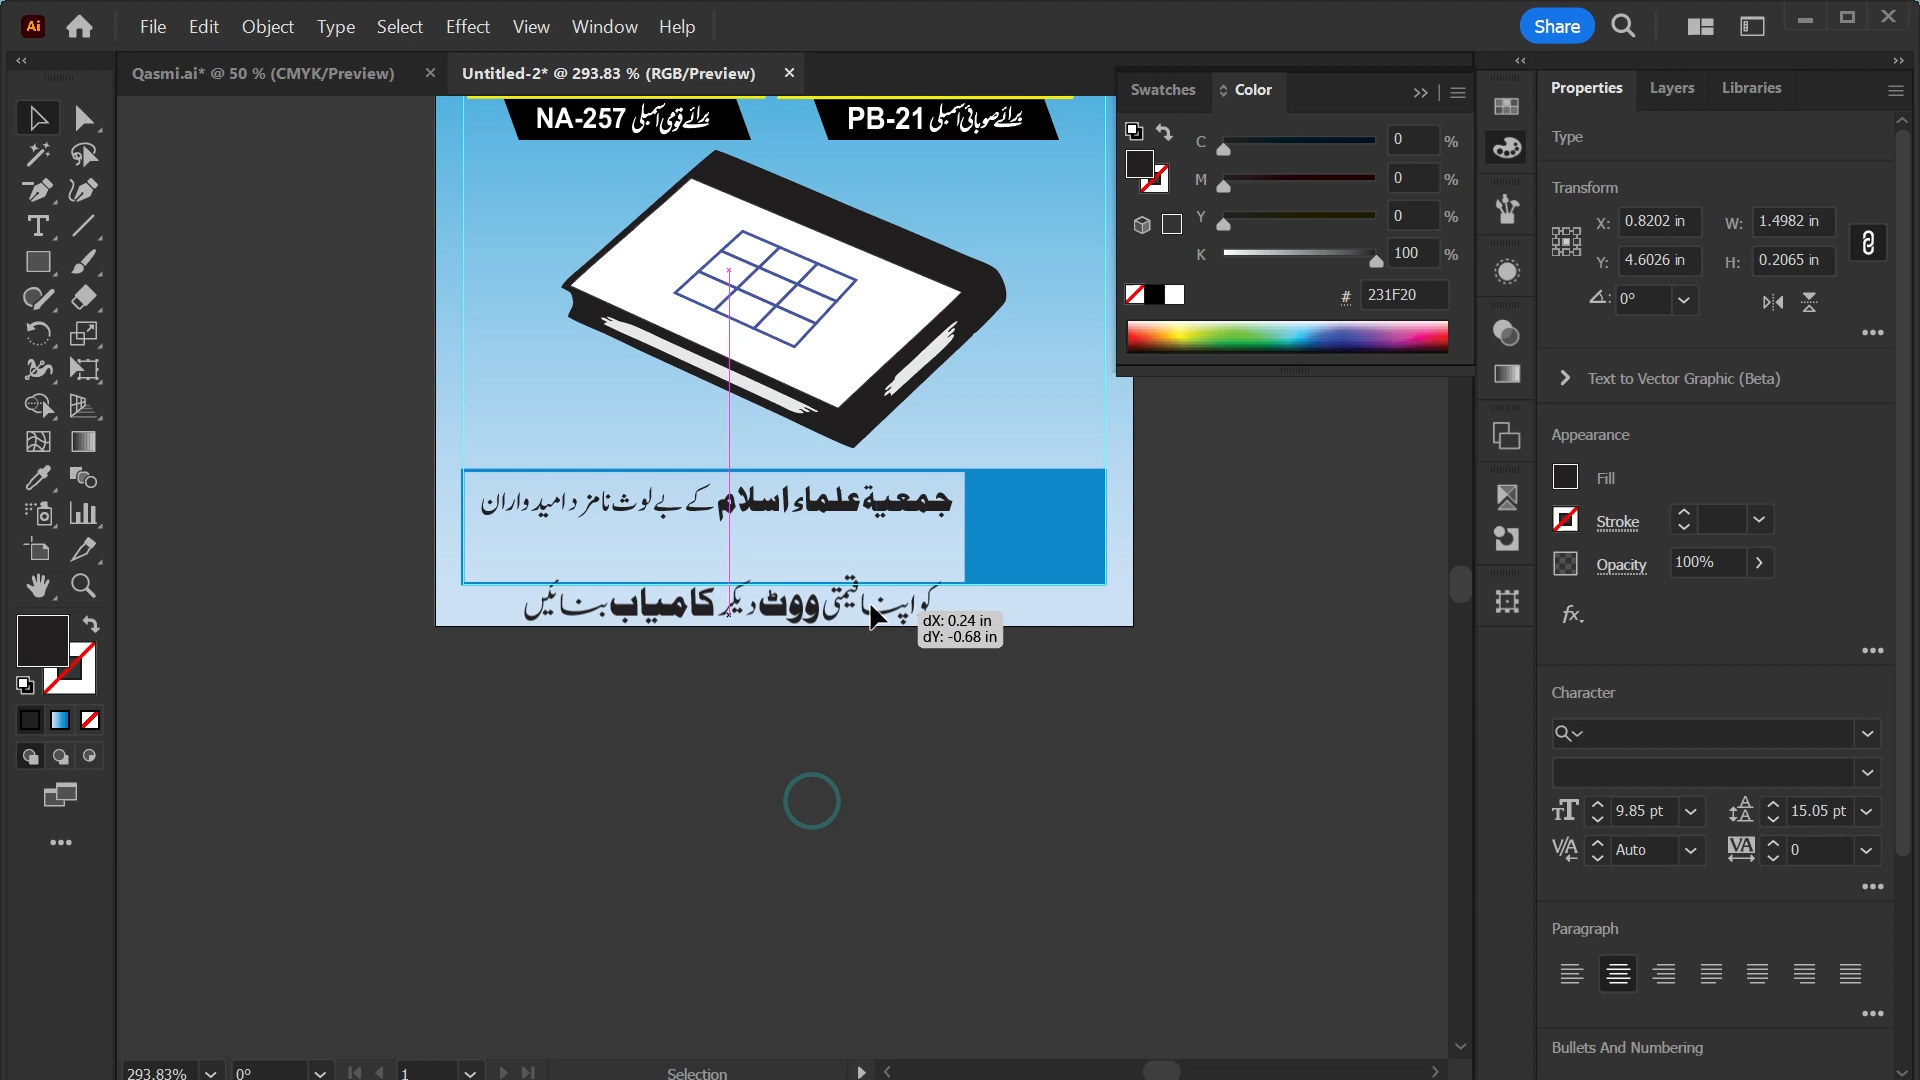 Ai File Edit Object Type Select Effect View Window Help Share
Qasmi.ai* @ 50 % (CMYK/Preview) × Untitled-2* @ 293.83 % (RGB/Preview) ×
NA-257 برائے قومی اسمبلی
PB-21 برائے صوبائی اسمبلی
جمعية علماء اسلام کے بے لوث نامزد امیدواران
کو اپنا قیمتی ووٹ دیکر کامیاب بنائیں
dX: 0.24 in
dY: -0.68 in
Swatches Color
C 0 %
M 0 %
Y 0 %
K 100 %
# 231F20
Properties Layers Libraries
Type
Transform
X: 0.8202 in W: 1.4982 in
Y: 4.6026 in H: 0.2065 in
0°
Text to Vector Graphic (Beta)
Appearance
Fill
Stroke
Opacity 100%
fx
Character
9.85 pt 15.05 pt
Auto 0
Paragraph
Bullets And Numbering
293.83% 0° 1 Selection